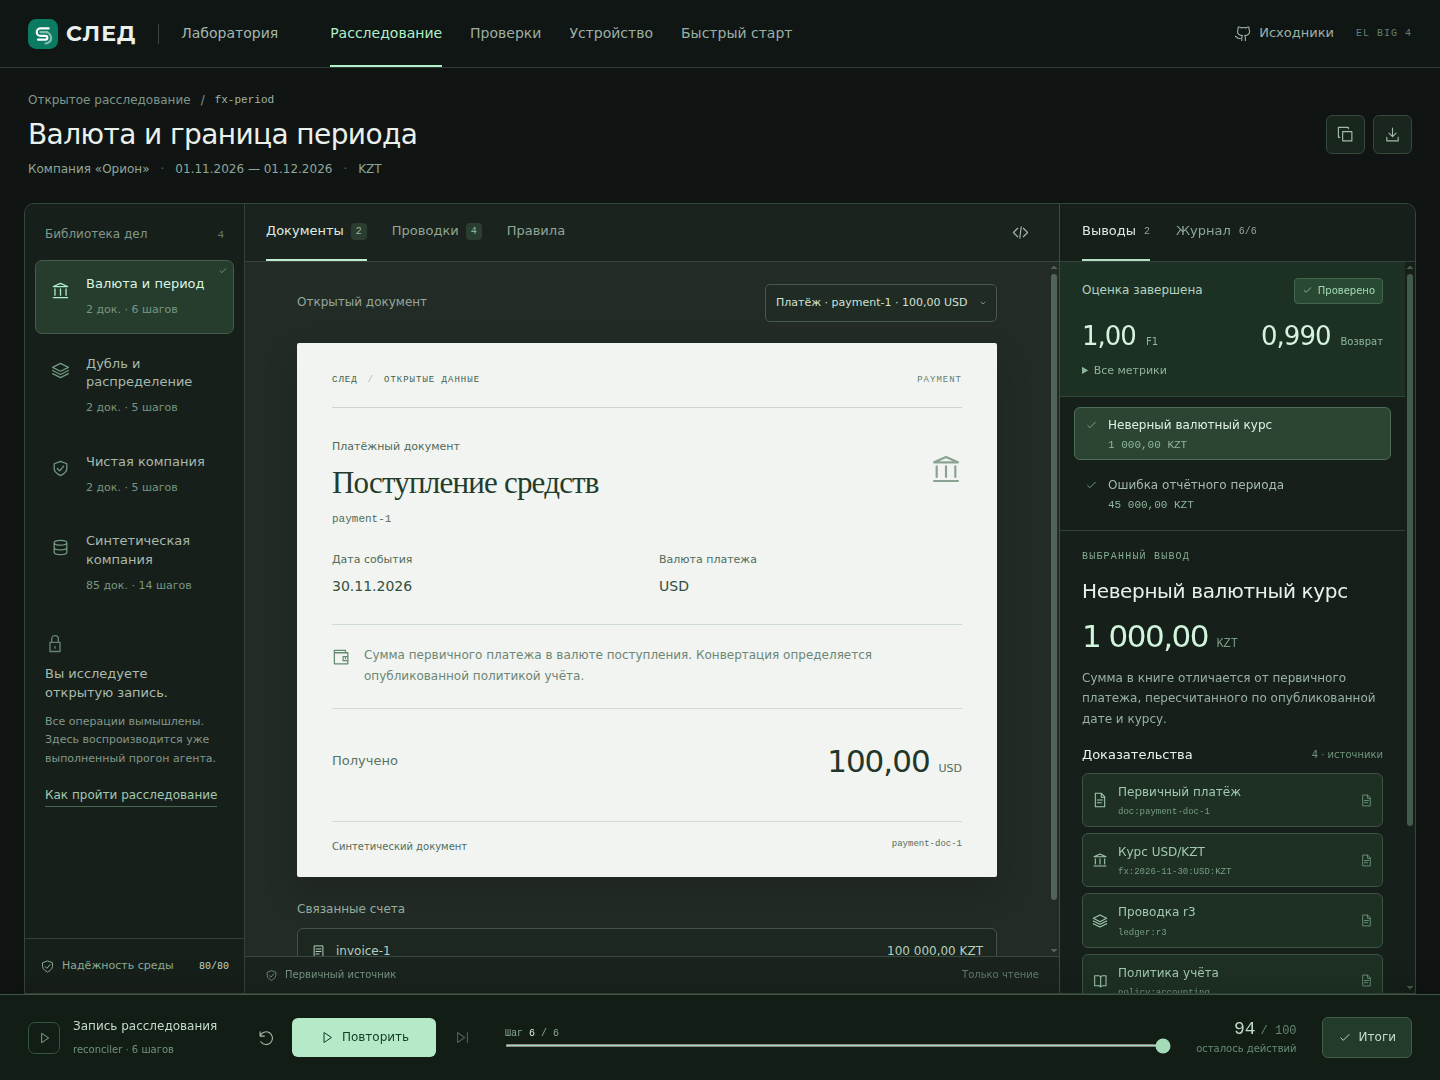 СЛЕД
Лаборатория
Расследование
Проверки
Устройство
Быстрый старт
Исходники
EL BIG 4
Открытое расследование / fx-period
Валюта и граница периода
Компания «Орион» · 01.11.2026 — 01.12.2026 · KZT
Библиотека дел 4
Валюта и период
2 док. · 6 шагов
Дубль и
распределение
2 док. · 5 шагов
Чистая компания
2 док. · 5 шагов
Синтетическая
компания
85 док. · 14 шагов
Вы исследуете
открытую запись.
Все операции вымышлены.
Здесь воспроизводится уже
выполненный прогон агента.
Как пройти расследование
Надёжность среды 80/80
Документы 2
Проводки 4
Правила
Открытый документ
Платёж · payment-1 · 100,00 USD
СЛЕД / ОТКРЫТЫЕ ДАННЫЕ
PAYMENT
Платёжный документ
Поступление средств
payment-1
Дата события
30.11.2026
Валюта платежа
USD
Сумма первичного платежа в валюте поступления. Конвертация определяется
опубликованной политикой учёта.
Получено
100,00 USD
Синтетический документ
payment-doc-1
Связанные счета
invoice-1
100 000,00 KZT
Первичный источник
Только чтение
Выводы 2
Журнал 6/6
Оценка завершена
Проверено
1,00 F1
0,990 Возврат
Все метрики
Неверный валютный курс
1 000,00 KZT
Ошибка отчётного периода
45 000,00 KZT
ВЫБРАННЫЙ ВЫВОД
Неверный валютный курс
1 000,00 KZT
Сумма в книге отличается от первичного
платежа, пересчитанного по опубликованной
дате и курсу.
Доказательства
4 · источники
Первичный платёж
doc:payment-doc-1
Курс USD/KZT
fx:2026-11-30:USD:KZT
Проводка r3
ledger:r3
Политика учёта
policy:accounting
Запись расследования
reconciler · 6 шагов
Повторить
Шаг 6 / 6
94 / 100
осталось действий
Итоги